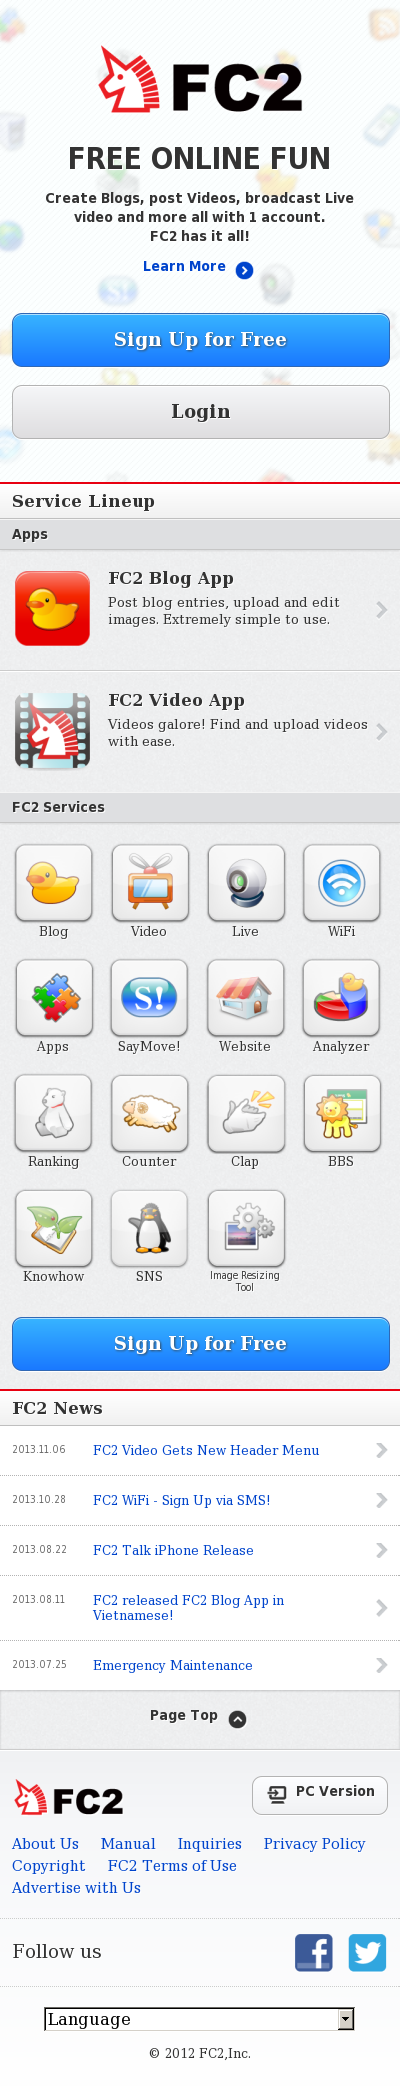 FC2
FREE ONLINE FUN
Create Blogs, post Videos, broadcast Live
video and more all with 1 account.
FC2 has it all!
Learn More
Sign Up for Free
Login
Service Lineup
Apps
FC2 Blog App
Post blog entries, upload and edit
images. Extremely simple to use.
FC2 Video App
Videos galore! Find and upload videos
with ease.
FC2 Services
Blog Video Live WiFi
S!
Apps SayMove! Website Analyzer
Ranking Counter Clap BBS
Knowhow SNS Image Resizing
Tool
Sign Up for Free
FC2 News
2013.11.06 FC2 Video Gets New Header Menu
2013.10.28 FC2 WiFi - Sign Up via SMS!
2013.08.22 FC2 Talk iPhone Release
2013.08.11 FC2 released FC2 Blog App in
Vietnamese!
2013.07.25 Emergency Maintenance
Page Top
FC2 PC Version
About Us Manual Inquiries Privacy Policy
Copyright FC2 Terms of Use
Advertise with Us
Follow us
Language
© 2012 FC2,Inc.